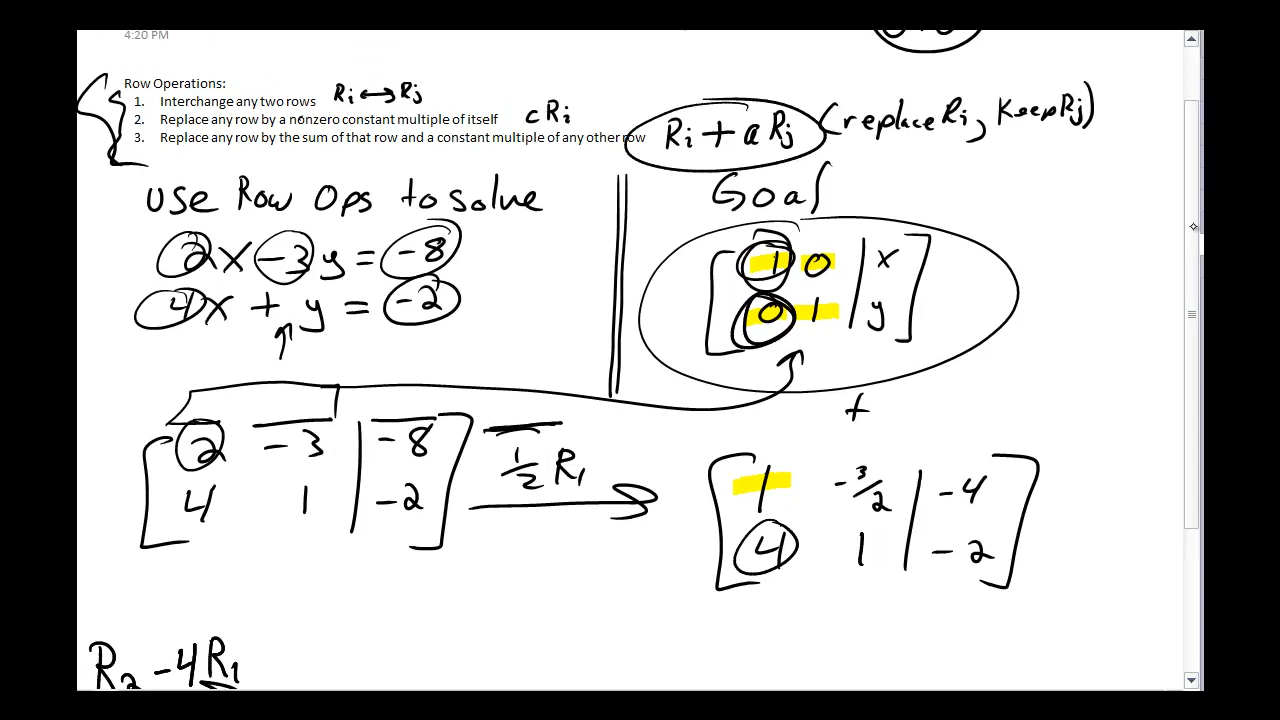 4:20 PM
Row Operations:
1. Interchange any two rows Ri ↔ Rj
2. Replace any row by a nonzero constant multiple of itself c Ri
3. Replace any row by the sum of that row and a constant multiple of any other row Ri + a Rj (replace Ri, Keep Rj)
Use Row Ops to solve
2x -3y = -8
4x + y = -2
Goal
1 0 | x
0 1 | y
2 -3 | -8
4 1 | -2
1/2 R1
1 -3/2 | -4
4 1 | -2
R2 -4R1